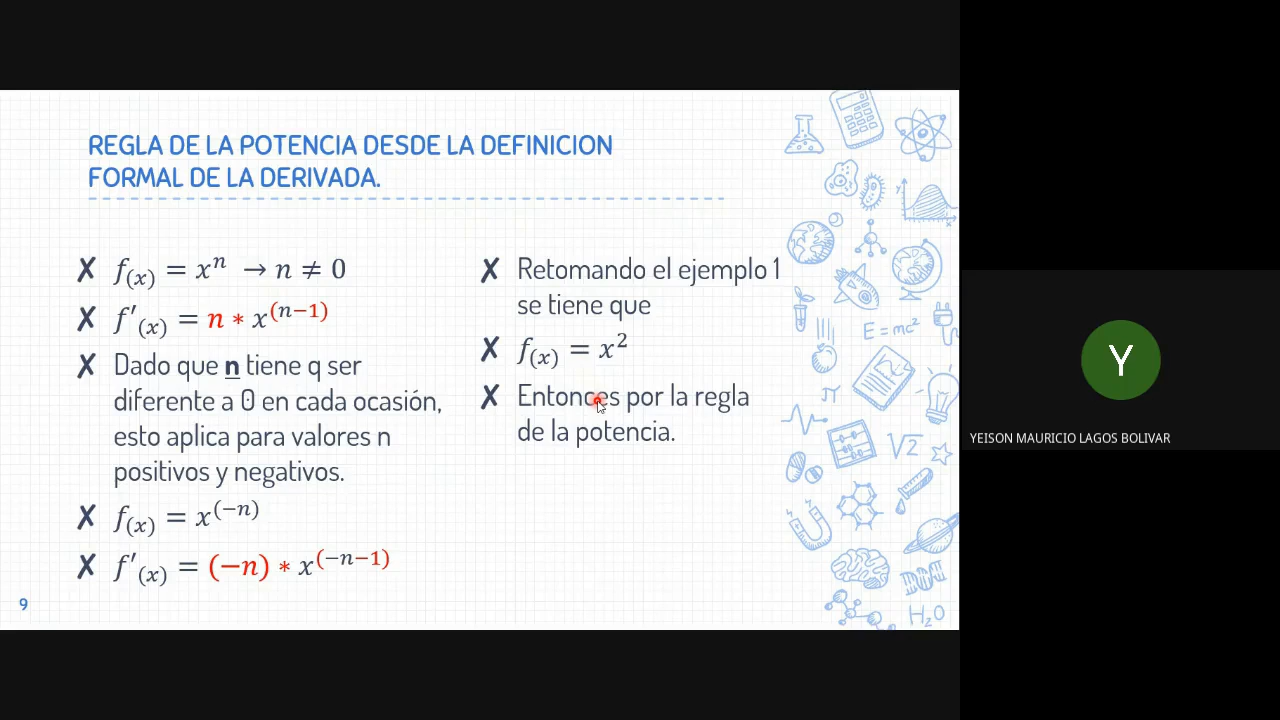 REGLA DE LA POTENCIA DESDE LA DEFINICION
FORMAL DE LA DERIVADA.
✗ f(x) = xⁿ → n ≠ 0
✗ f′(x) = n ∗ x⁽ⁿ⁻¹⁾
✗ Dado que n tiene q ser
diferente a 0 en cada ocasión,
esto aplica para valores n
positivos y negativos.
✗ f(x) = x⁽⁻ⁿ⁾
✗ f′(x) = (−n) ∗ x⁽⁻ⁿ⁻¹⁾
✗ Retomando el ejemplo 1
se tiene que
✗ f(x) = x²
✗ Entonces por la regla
de la potencia.
9
y
x
E = mc²
π
√2
H₂O
Y
YEISON MAURICIO LAGOS BOLIVAR